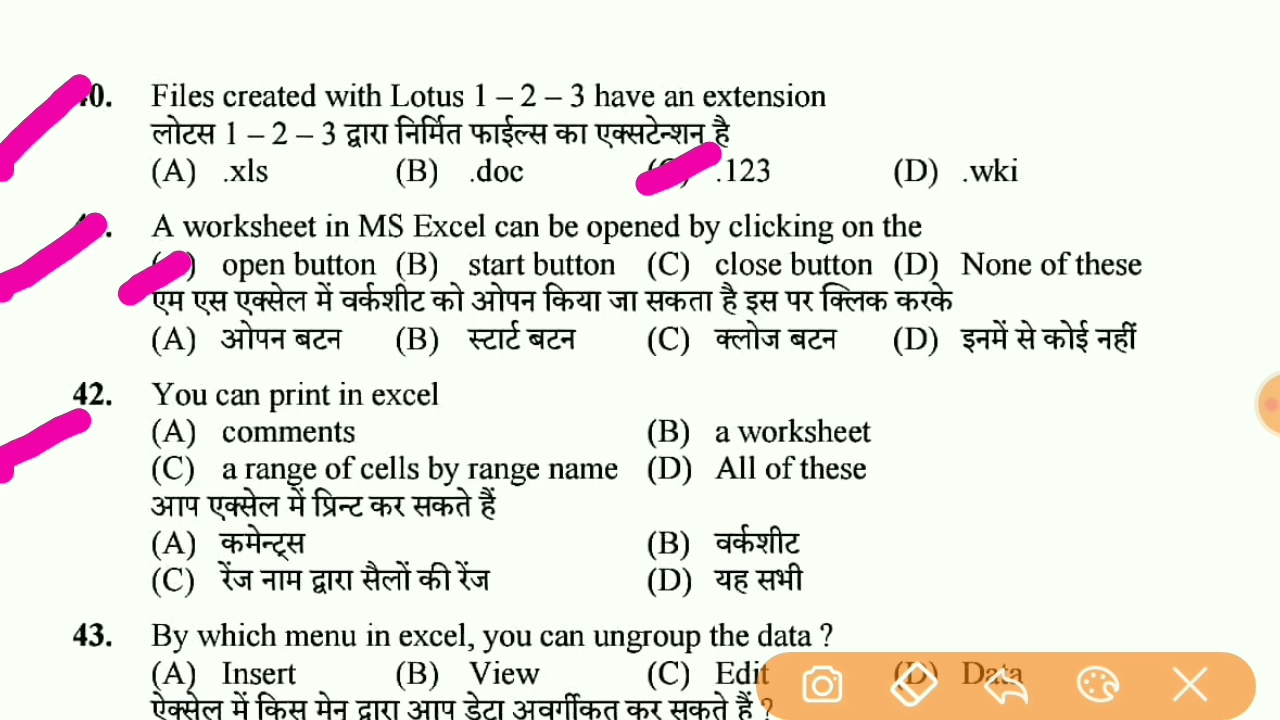 0. Files created with Lotus 1 – 2 – 3 have an extension
लोटस 1 – 2 – 3 द्वारा निर्मित फाईल्स का एक्सटेन्शन है
(A) .xls (B) .doc .123 (D) .wki
. A worksheet in MS Excel can be opened by clicking on the
) open button (B) start button (C) close button (D) None of these
एम एस एक्सेल में वर्कशीट को ओपन किया जा सकता है इस पर क्लिक करके
(A) ओपन बटन (B) स्टार्ट बटन (C) क्लोज बटन (D) इनमें से कोई नहीं
42. You can print in excel
(A) comments (B) a worksheet
(C) a range of cells by range name (D) All of these
आप एक्सेल में प्रिन्ट कर सकते हैं
(A) कमेन्ट्स (B) वर्कशीट
(C) रेंज नाम द्वारा सैलों की रेंज (D) यह सभी
43. By which menu in excel, you can ungroup the data ?
(A) Insert (B) View (C) Edit (D) Data
ऐक्सेल में किस मेनू द्वारा आप डेटा अवर्गीकृत कर सकते हैं ?